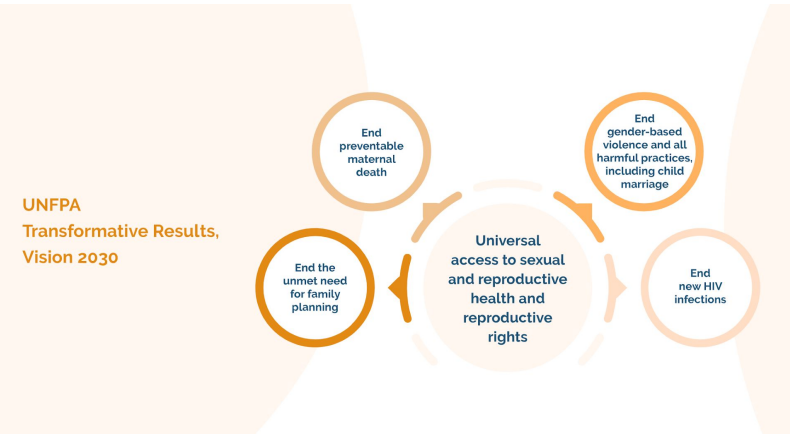 UNFPA
Transformative Results,
Vision 2030
End
preventable
maternal
death
End the
unmet need
for family
planning
Universal
access to sexual
and reproductive
health and
reproductive
rights
End
gender-based
violence and all
harmful practices,
including child
marriage
End
new HIV
infections